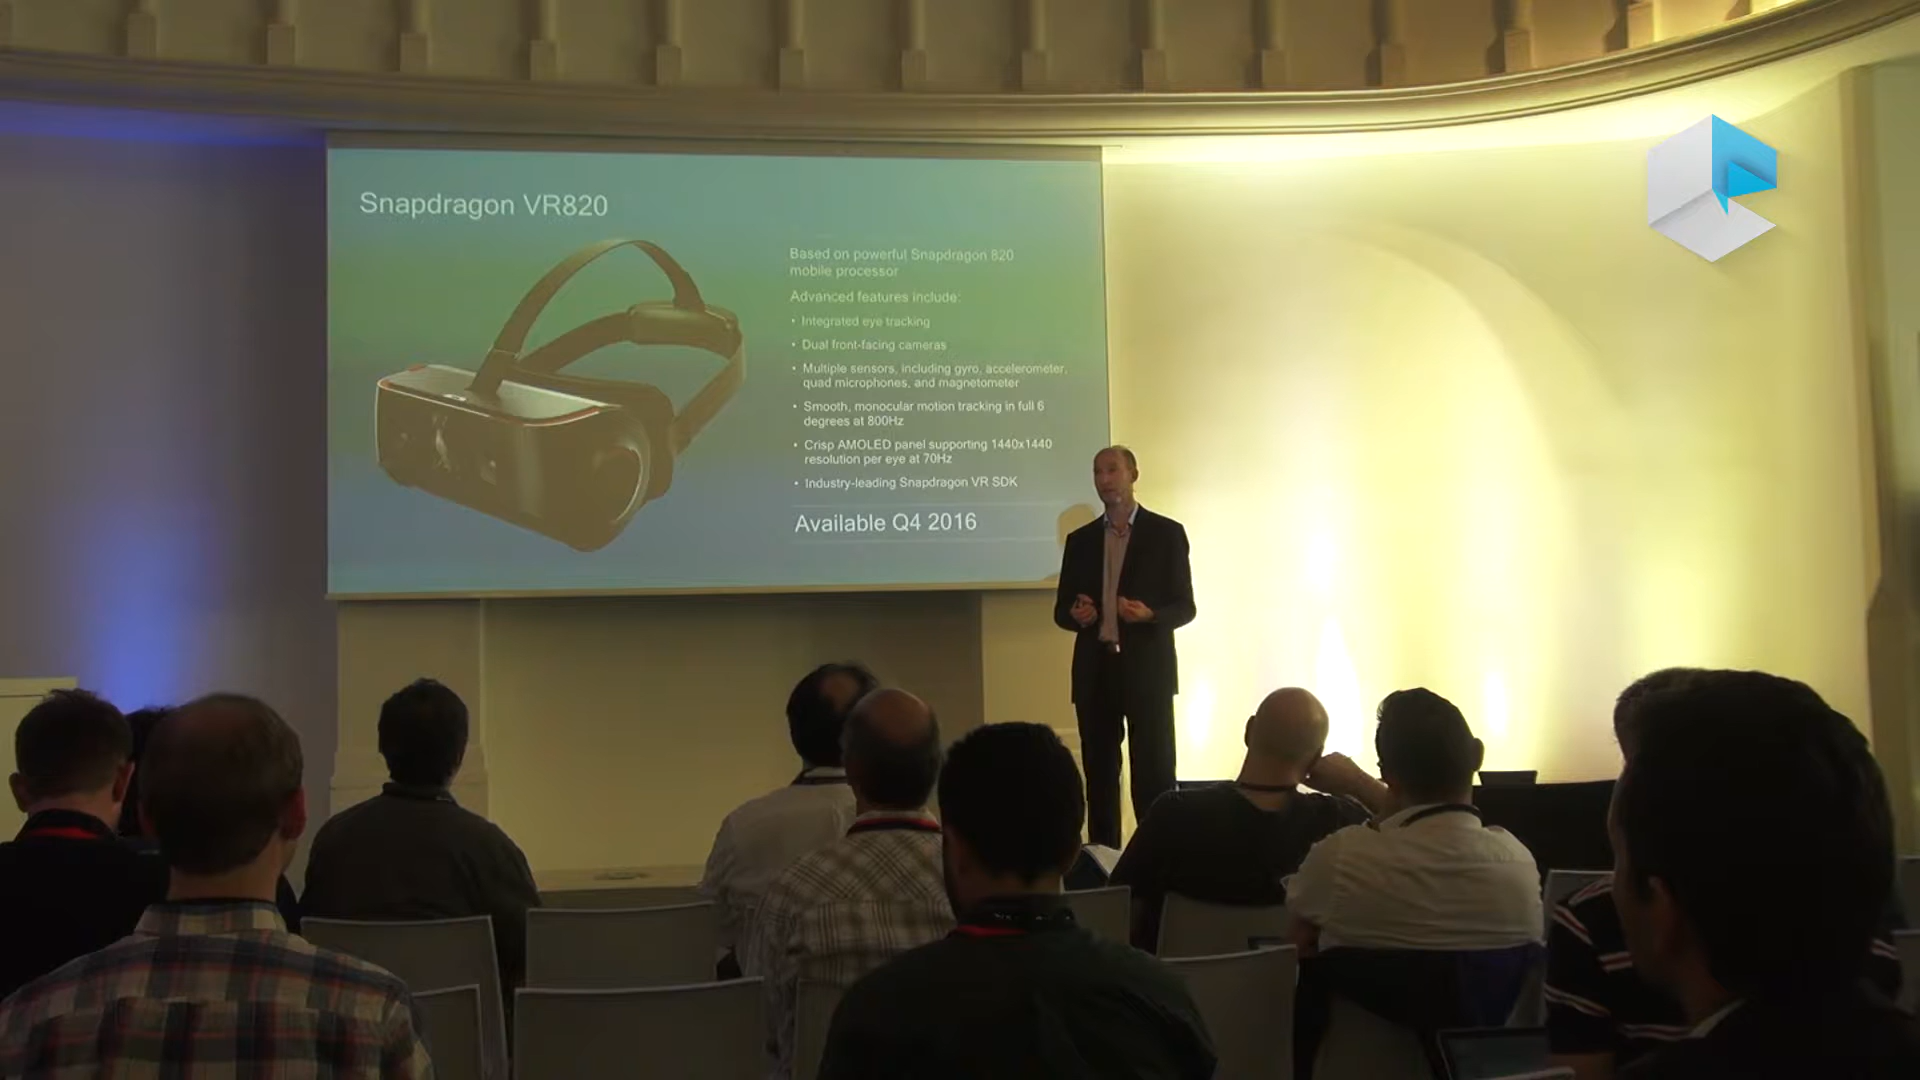 Snapdragon VR820
Based on powerful Snapdragon 820
mobile processor
Advanced features include:
• Integrated eye tracking
• Dual front-facing cameras
• Multiple sensors, including gyro, accelerometer,
quad microphones, and magnetometer
• Smooth, monocular motion tracking in full 6
degrees at 800Hz
• Crisp AMOLED panel supporting 1440x1440
resolution per eye at 70Hz
• Industry-leading Snapdragon VR SDK
Available Q4 2016